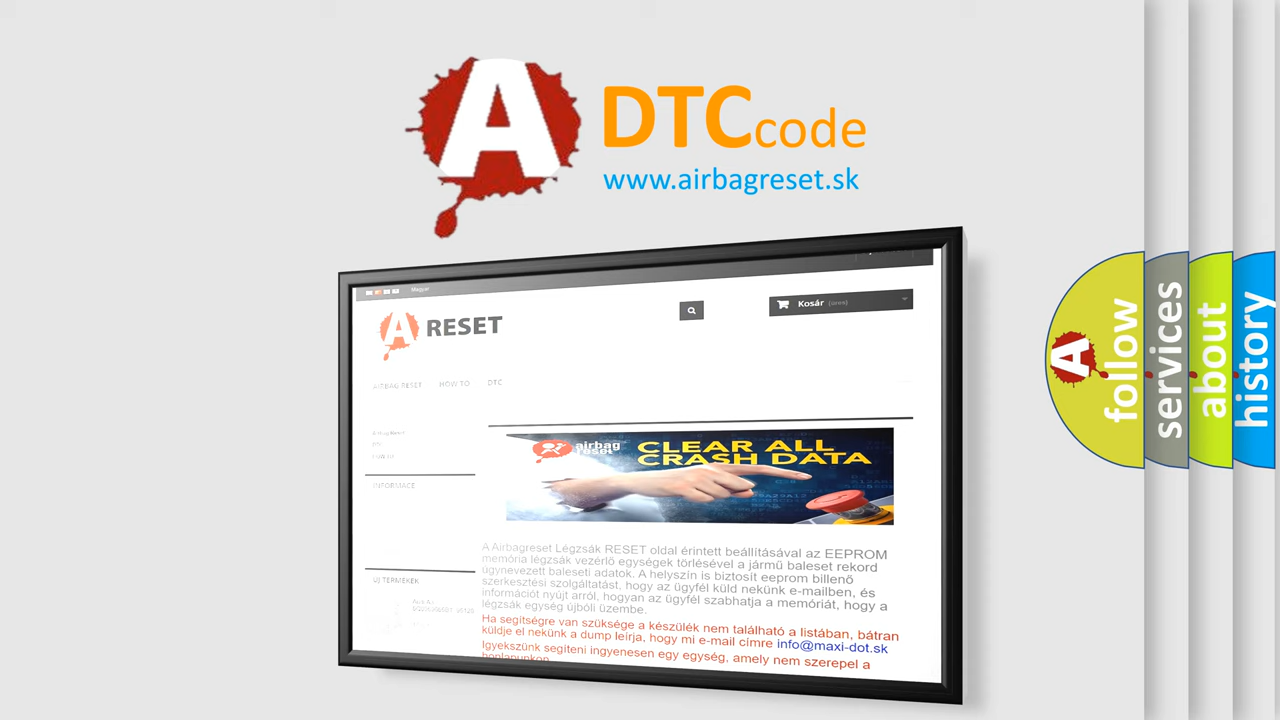 A
DTCcode
www.airbagreset.sk
Magyar
A RESET
Kosár (üres)
AIRBAG RESET HOW TO DTC
INFORMACE
airbag
reset
CLEAR ALL
CRASH DATA
A Airbagreset Légzsák RESET oldal érintett beállításával az EEPROM
memória légzsák vezérlő egységek törlésével a jármű baleset rekord
úgynevezett baleseti adatok. A helyszín is biztosít eeprom billenő
szerkesztési szolgáltatást, hogy az ügyfél küld nekünk e-mailben, és
információt nyújt arról, hogyan az ügyfél szabhatja a memóriát, hogy a
légzsák egység újbóli üzembe.
Ha segítségre van szüksége a készülék nem található a listában, bátran
küldje el nekünk a dump leírja, hogy mi e-mail címre info@maxi-dot.sk
Igyekszünk segíteni ingyenesen egy egység, amely nem szerepel a
honlapunkon
ÚJ TERMÉKEK
A
follow
services
about
history